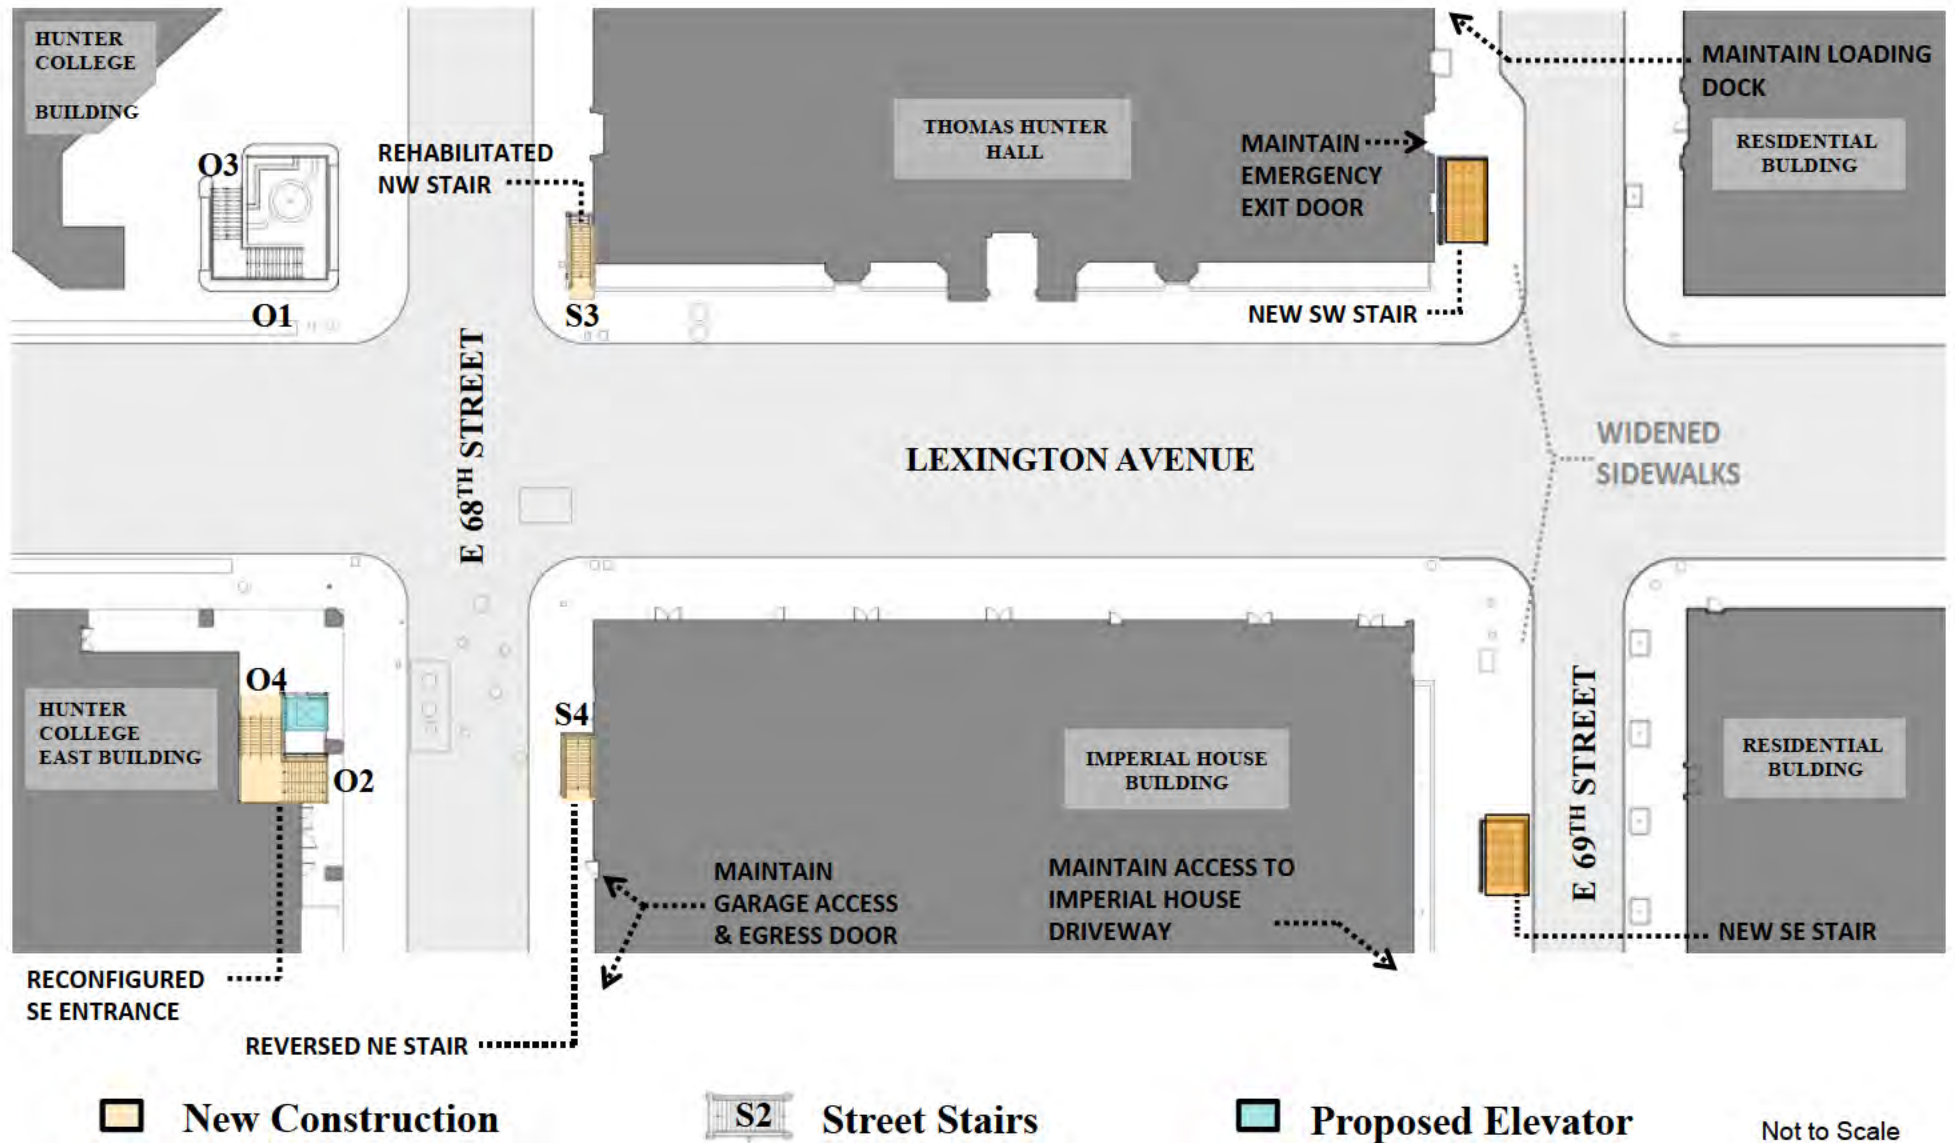 HUNTER
COLLEGE
BUILDING
MAINTAIN LOADING
DOCK
THOMAS HUNTER
HALL
RESIDENTIAL
BULDING
REHABILITATED
NW STAIR
MAINTAIN
EMERGENCY
EXIT DOOR
O3
O1
S3
NEW SW STAIR
E 68TH STREET
LEXINGTON AVENUE
WIDENED
SIDEWALKS
O4
S4
HUNTER
COLLEGE
EAST BUILDING
O2
IMPERIAL HOUSE
BUILDING
E 69TH STREET
RESIDENTIAL
BULDING
MAINTAIN
GARAGE ACCESS
& EGRESS DOOR
MAINTAIN ACCESS TO
IMPERIAL HOUSE
DRIVEWAY
NEW SE STAIR
RECONFIGURED
SE ENTRANCE
REVERSED NE STAIR
New Construction
S2
Street Stairs
Proposed Elevator
Not to Scale